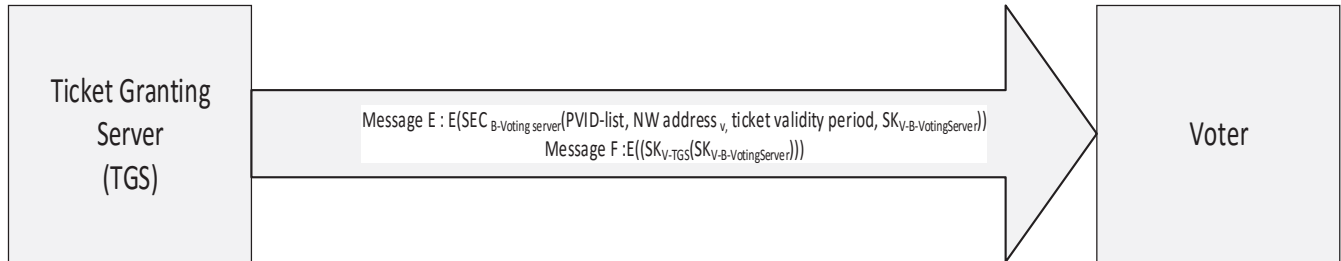 Ticket Granting
Server
(TGS)
Message E : E(SEC B-Voting server(PVID-list, NW address v, ticket validity period, SKV-B-VotingServer))
Message F :E((SKV-TGS(SKV-B-VotingServer)))
Voter